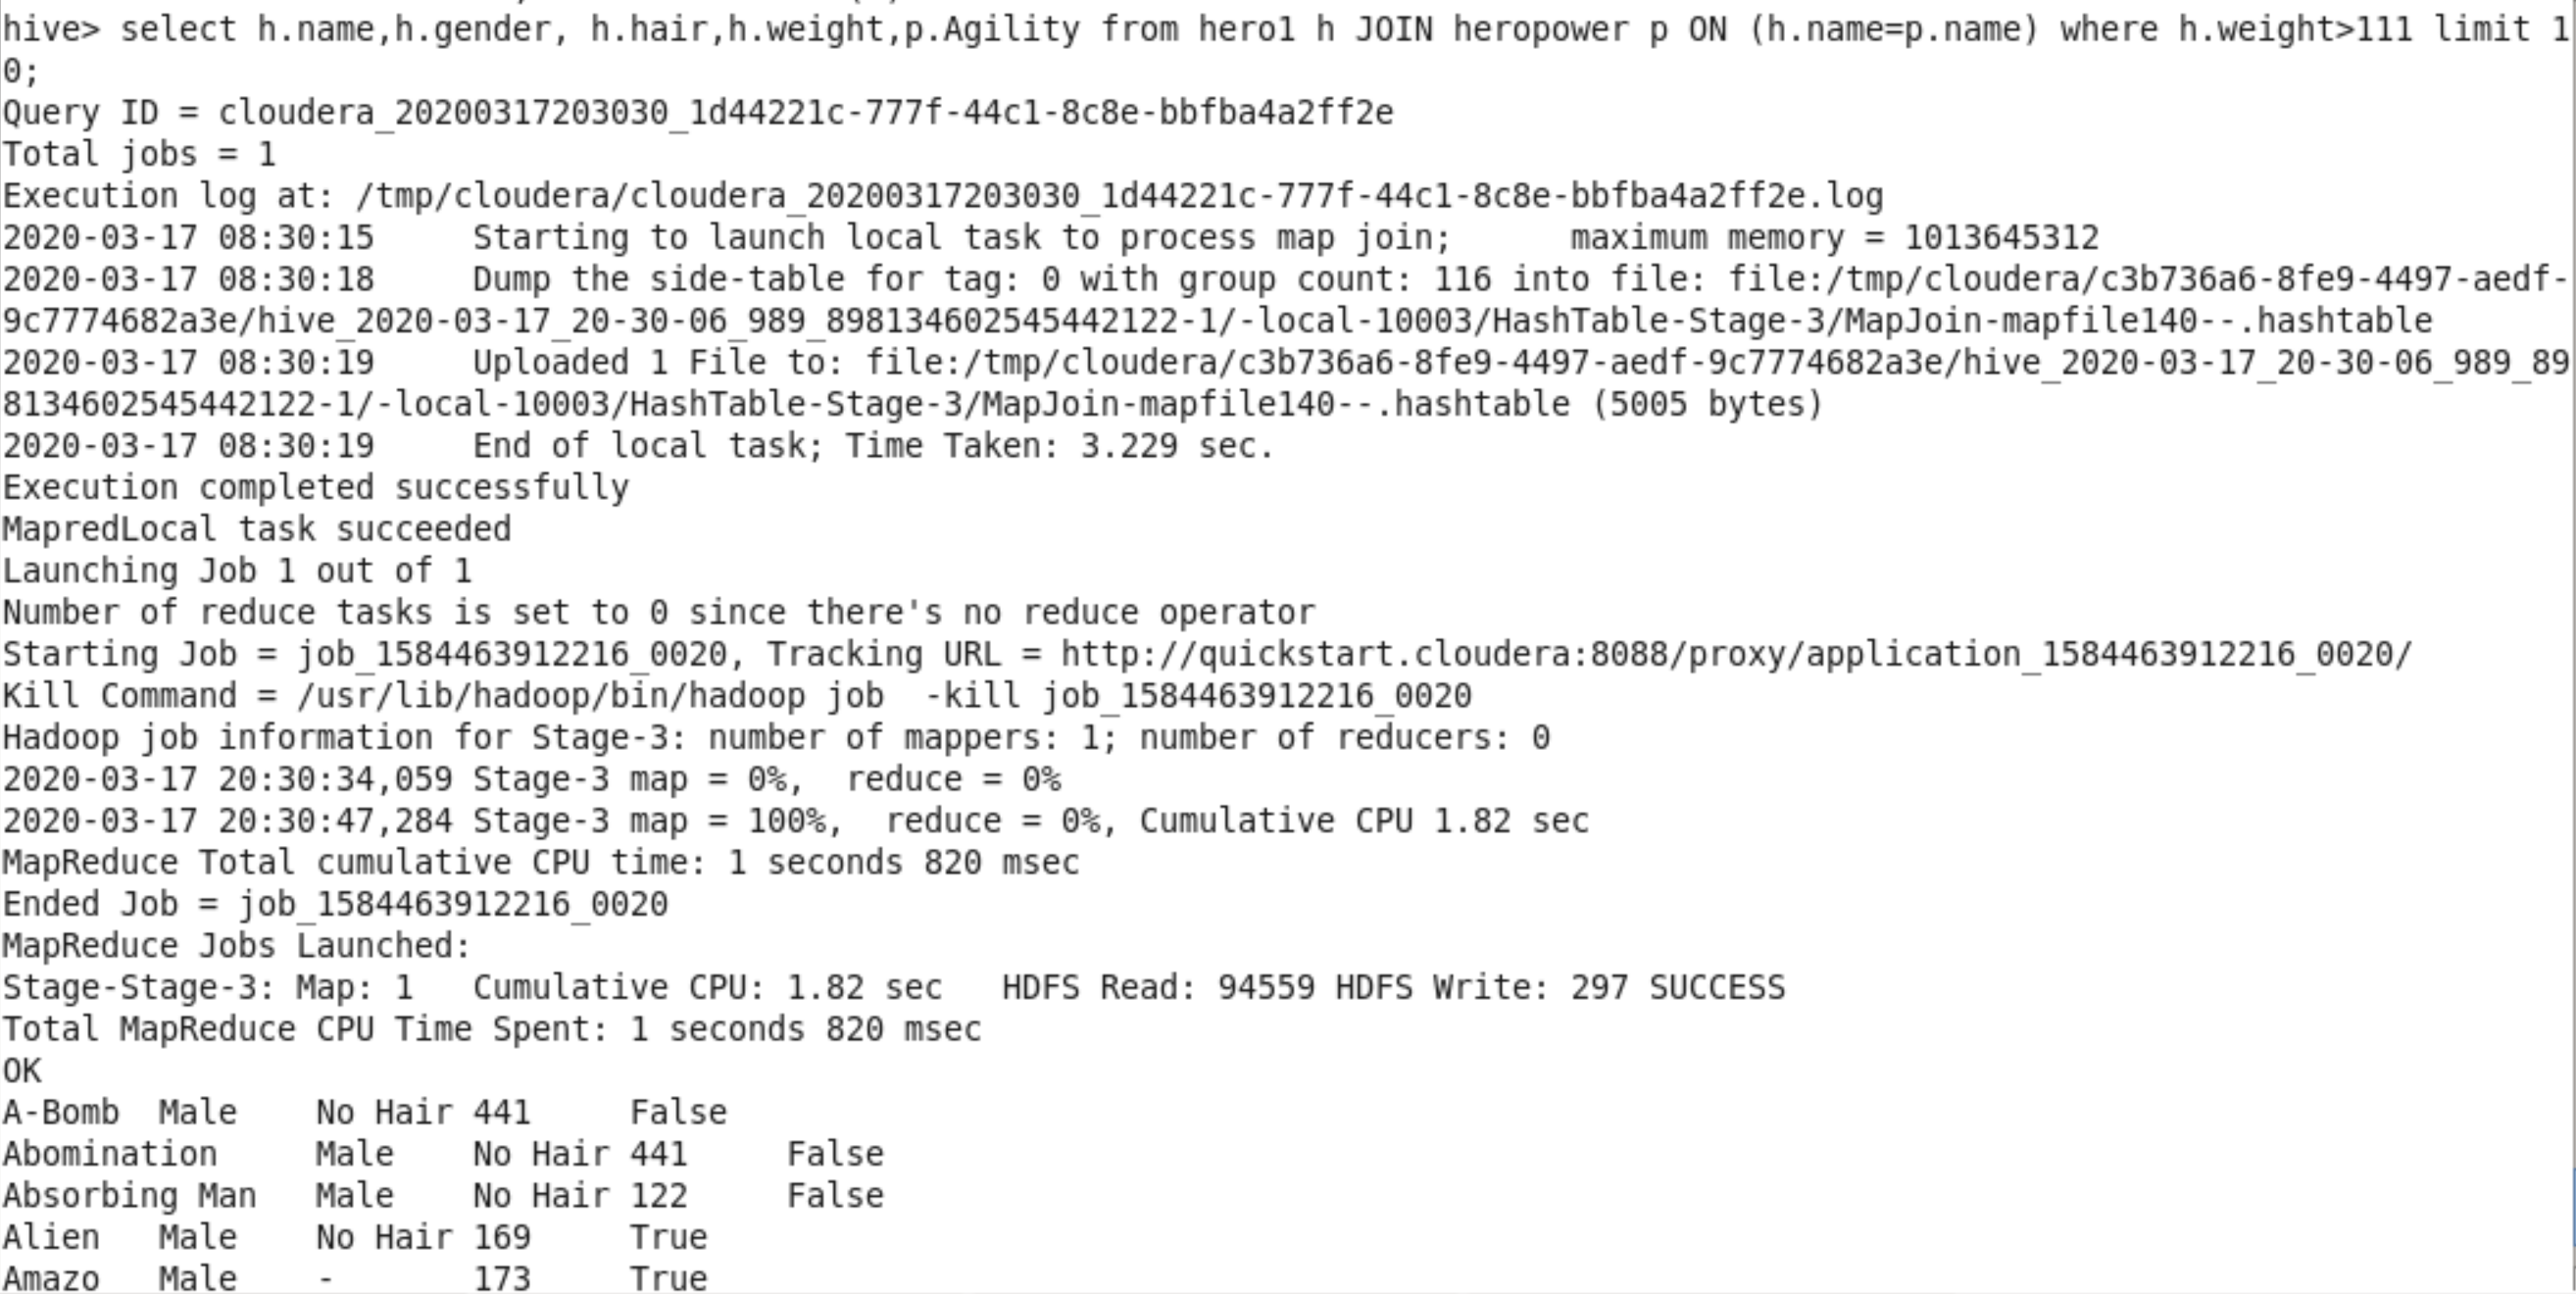 hive> select h.name,h.gender, h.hair,h.weight,p.Agility from hero1 h JOIN heropower p ON (h.name=p.name) where h.weight>111 limit 1
0;
Query ID = cloudera_20200317203030_1d44221c-777f-44c1-8c8e-bbfba4a2ff2e
Total jobs = 1
Execution log at: /tmp/cloudera/cloudera_20200317203030_1d44221c-777f-44c1-8c8e-bbfba4a2ff2e.log
2020-03-17 08:30:15     Starting to launch local task to process map join;      maximum memory = 1013645312
2020-03-17 08:30:18     Dump the side-table for tag: 0 with group count: 116 into file: file:/tmp/cloudera/c3b736a6-8fe9-4497-aedf-
9c7774682a3e/hive_2020-03-17_20-30-06_989_898134602545442122-1/-local-10003/HashTable-Stage-3/MapJoin-mapfile140--.hashtable
2020-03-17 08:30:19     Uploaded 1 File to: file:/tmp/cloudera/c3b736a6-8fe9-4497-aedf-9c7774682a3e/hive_2020-03-17_20-30-06_989_89
8134602545442122-1/-local-10003/HashTable-Stage-3/MapJoin-mapfile140--.hashtable (5005 bytes)
2020-03-17 08:30:19     End of local task; Time Taken: 3.229 sec.
Execution completed successfully
MapredLocal task succeeded
Launching Job 1 out of 1
Number of reduce tasks is set to 0 since there's no reduce operator
Starting Job = job_1584463912216_0020, Tracking URL = http://quickstart.cloudera:8088/proxy/application_1584463912216_0020/
Kill Command = /usr/lib/hadoop/bin/hadoop job  -kill job_1584463912216_0020
Hadoop job information for Stage-3: number of mappers: 1; number of reducers: 0
2020-03-17 20:30:34,059 Stage-3 map = 0%,  reduce = 0%
2020-03-17 20:30:47,284 Stage-3 map = 100%,  reduce = 0%, Cumulative CPU 1.82 sec
MapReduce Total cumulative CPU time: 1 seconds 820 msec
Ended Job = job_1584463912216_0020
MapReduce Jobs Launched:
Stage-Stage-3: Map: 1   Cumulative CPU: 1.82 sec   HDFS Read: 94559 HDFS Write: 297 SUCCESS
Total MapReduce CPU Time Spent: 1 seconds 820 msec
OK
A-Bomb  Male    No Hair 441     False
Abomination     Male    No Hair 441     False
Absorbing Man   Male    No Hair 122     False
Alien   Male    No Hair 169     True
Amazo   Male    -       173     True